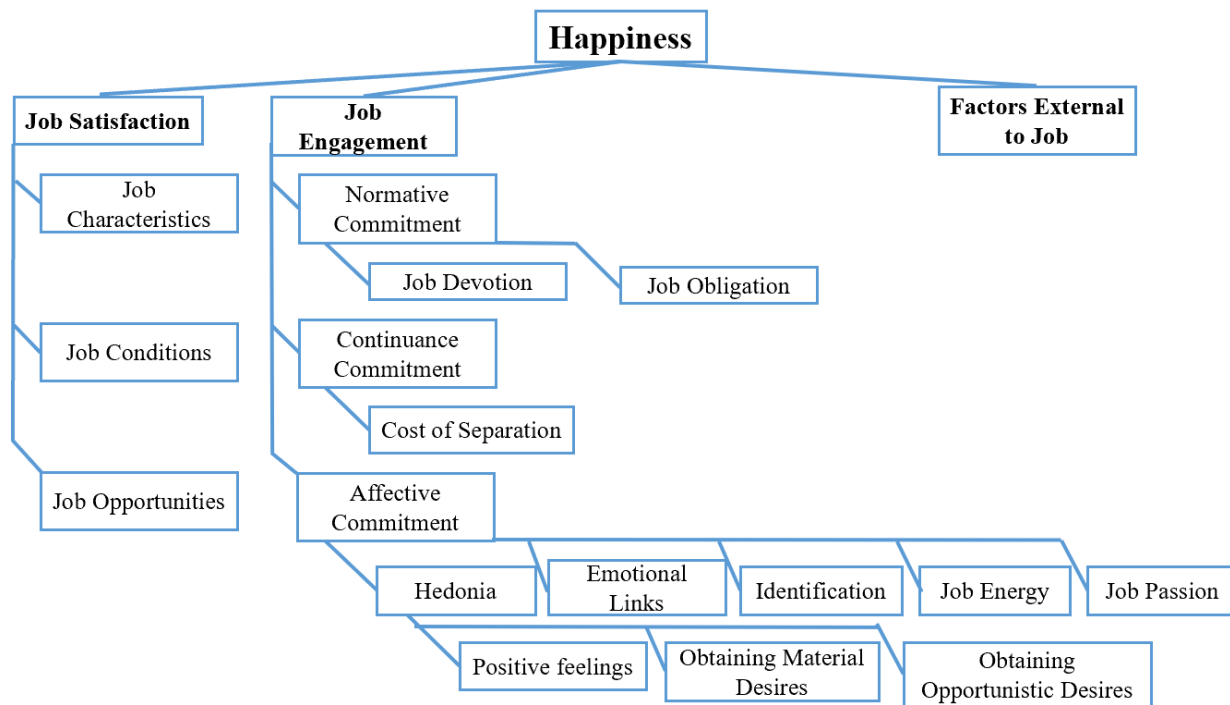 Happiness
Job Satisfaction
Job
Engagement
Factors External
to Job
Job
Characteristics
Normative
Commitment
Job Devotion
Job Obligation
Job Conditions
Continuance
Commitment
Cost of Separation
Job Opportunities
Affective
Commitment
Hedonia
Emotional
Links
Identification
Job Energy
Job Passion
Positive feelings
Obtaining Material
Desires
Obtaining
Opportunistic Desires